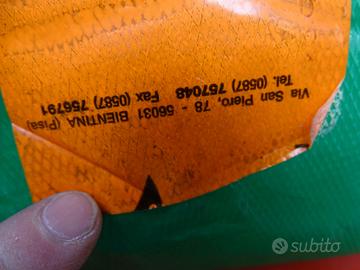 Via San Piero, 78 - 56031 BIENTINA (Pisa)
Tel. (0587) 757048 Fax (0587) 756791
subito